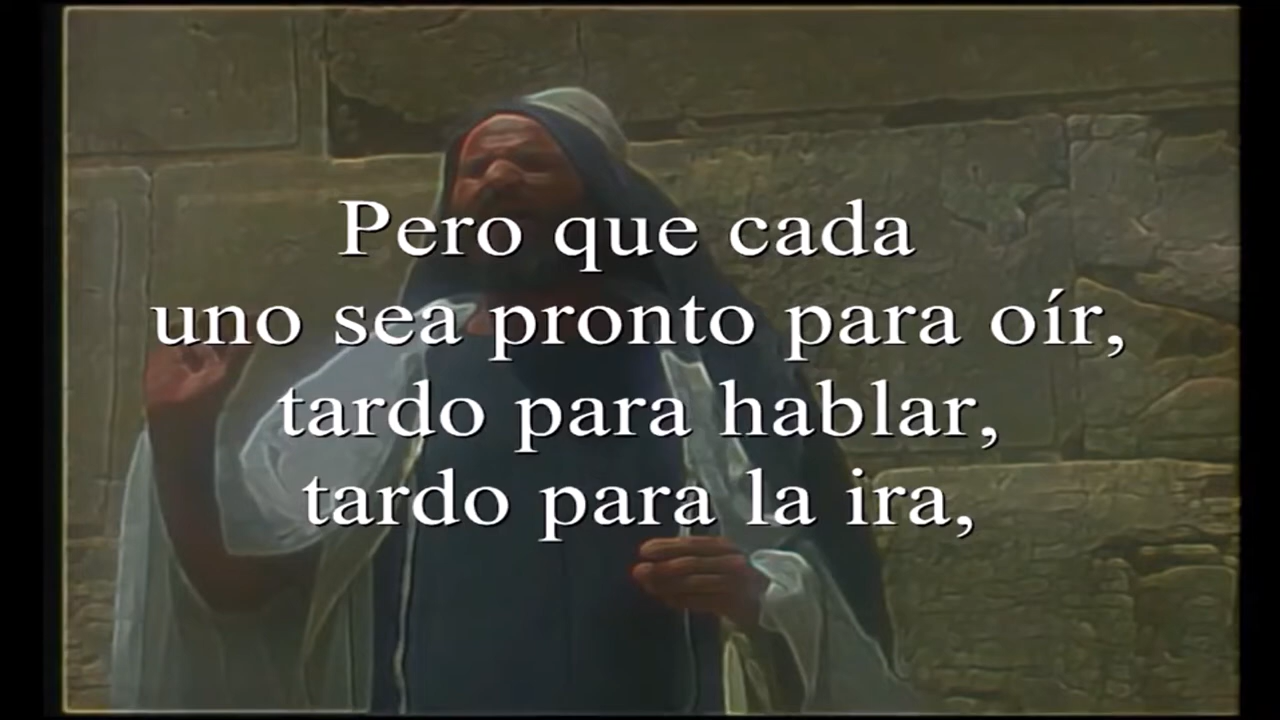 Pero que cada
uno sea pronto para oír,
tardo para hablar,
tardo para la ira,